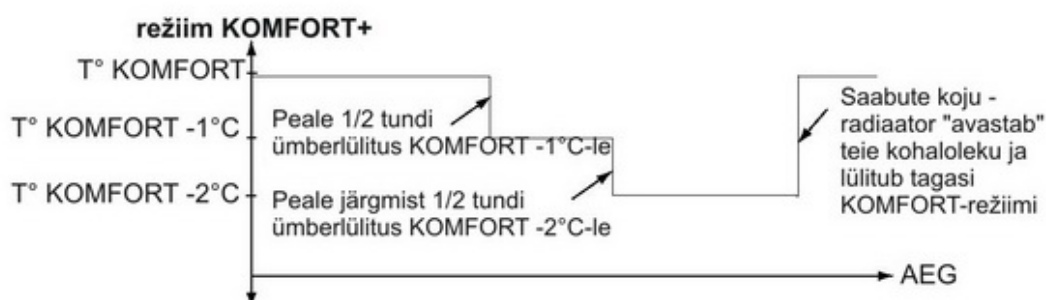 režiim KOMFORT+
T° KOMFORT
T° KOMFORT -1°C
T° KOMFORT -2°C
Peale 1/2 tundi
ümberlülitus KOMFORT -1°C-le
Peale järgmist 1/2 tundi
ümberlülitus KOMFORT -2°C-le
Saabute koju -
radiaator "avastab"
teie kohaloleku ja
lülitub tagasi
KOMFORT-režiimi
AEG